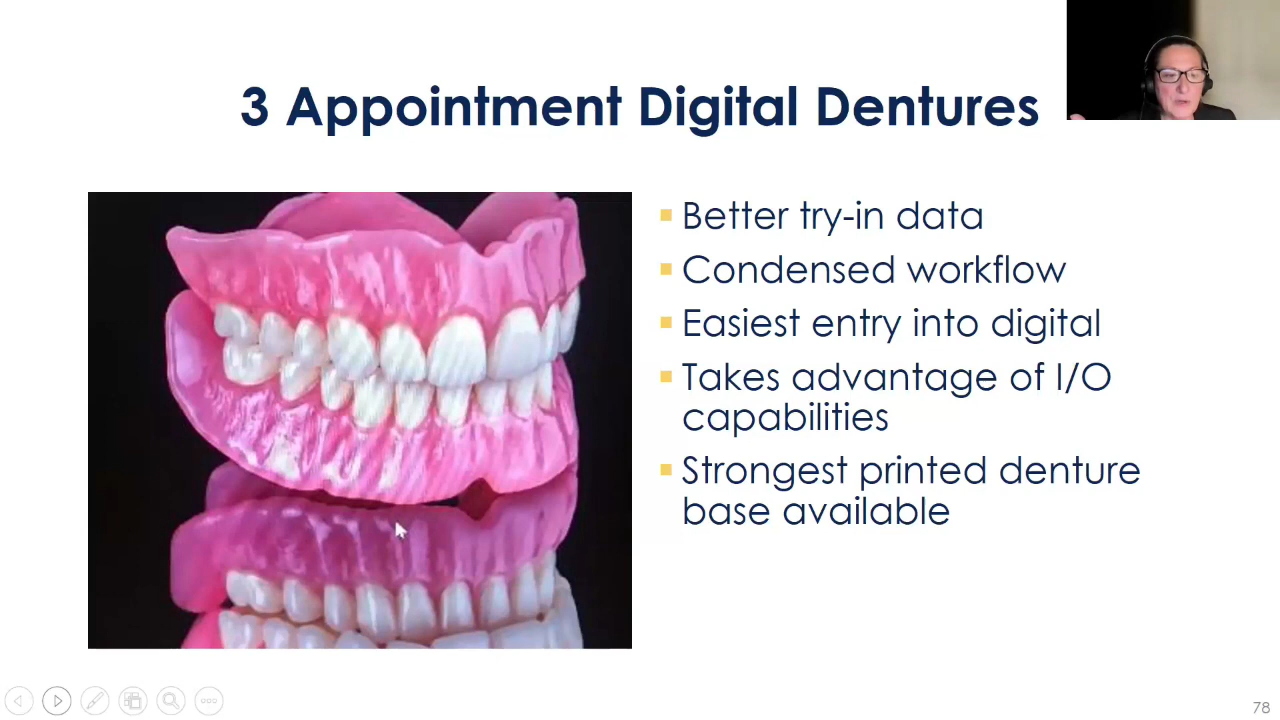 3 Appointment Digital Dentures
Better try-in data
Condensed workflow
Easiest entry into digital
Takes advantage of I/O
capabilities
Strongest printed denture
base available
78